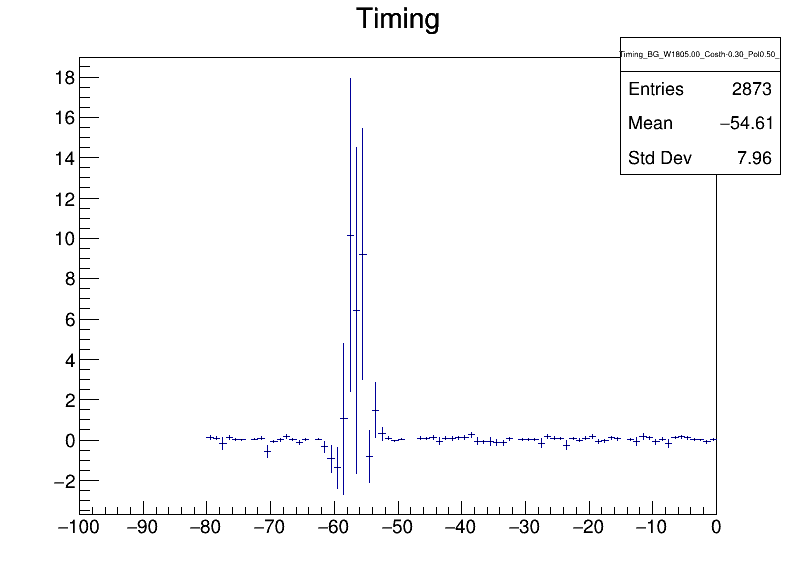 Timing
Timing_BG_W1805.00_Costh-0.30_Pol0.50_
Entries 2873
Mean −54.61
Std Dev 7.96
18
16
14
12
10
8
6
4
2
0
−2
−100 −90 −80 −70 −60 −50 −40 −30 −20 −10 0